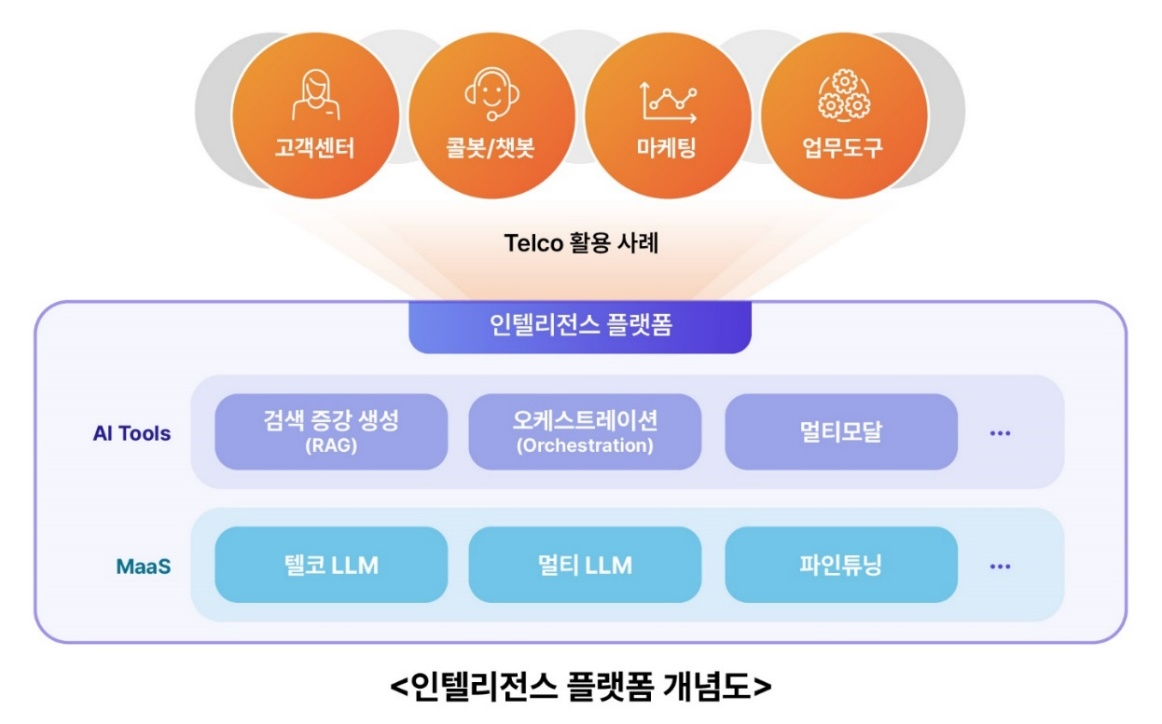 고객센터
콜봇/챗봇
마케팅
업무도구
Telco 활용 사례
인텔리전스 플랫폼
AI Tools
검색 증강 생성
(RAG)
오케스트레이션
(Orchestration)
멀티모달
...
MaaS
텔코 LLM
멀티 LLM
파인튜닝
...
<인텔리전스 플랫폼 개념도>